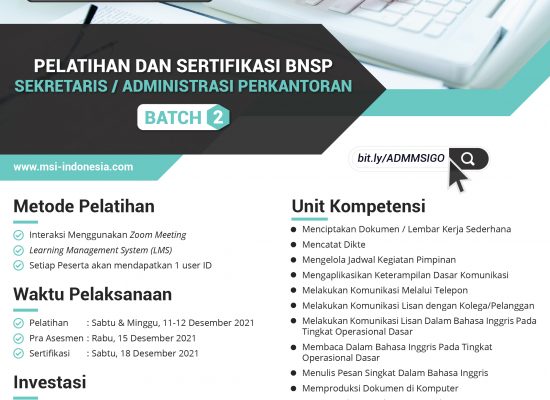 PELATIHAN DAN SERTIFIKASI BNSP
SEKRETARIS / ADMINISTRASI PERKANTORAN
BATCH 2
www.msi-indonesia.com
bit.ly/ADMMSIGO
Metode Pelatihan
Interaksi Menggunakan Zoom Meeting
Learning Management System (LMS)
Setiap Peserta akan mendapatkan 1 user ID
Waktu Pelaksanaan
Pelatihan : Sabtu & Minggu, 11-12 Desember 2021
Pra Asesmen : Rabu, 15 Desember 2021
Sertifikasi : Sabtu, 18 Desember 2021
Investasi
Unit Kompetensi
Menciptakan Dokumen / Lembar Kerja Sederhana
Mencatat Dikte
Mengelola Jadwal Kegiatan Pimpinan
Mengaplikasikan Keterampilan Dasar Komunikasi
Melakukan Komunikasi Melalui Telepon
Melakukan Komunikasi Lisan dengan Kolega/Pelanggan
Melakukan Komunikasi Lisan Dalam Bahasa Inggris Pada
Tingkat Operasional Dasar
Membaca Dalam Bahasa Inggris Pada Tingkat
Operasional Dasar
Menulis Pesan Singkat Dalam Bahasa Inggris
Memproduksi Dokumen di Komputer